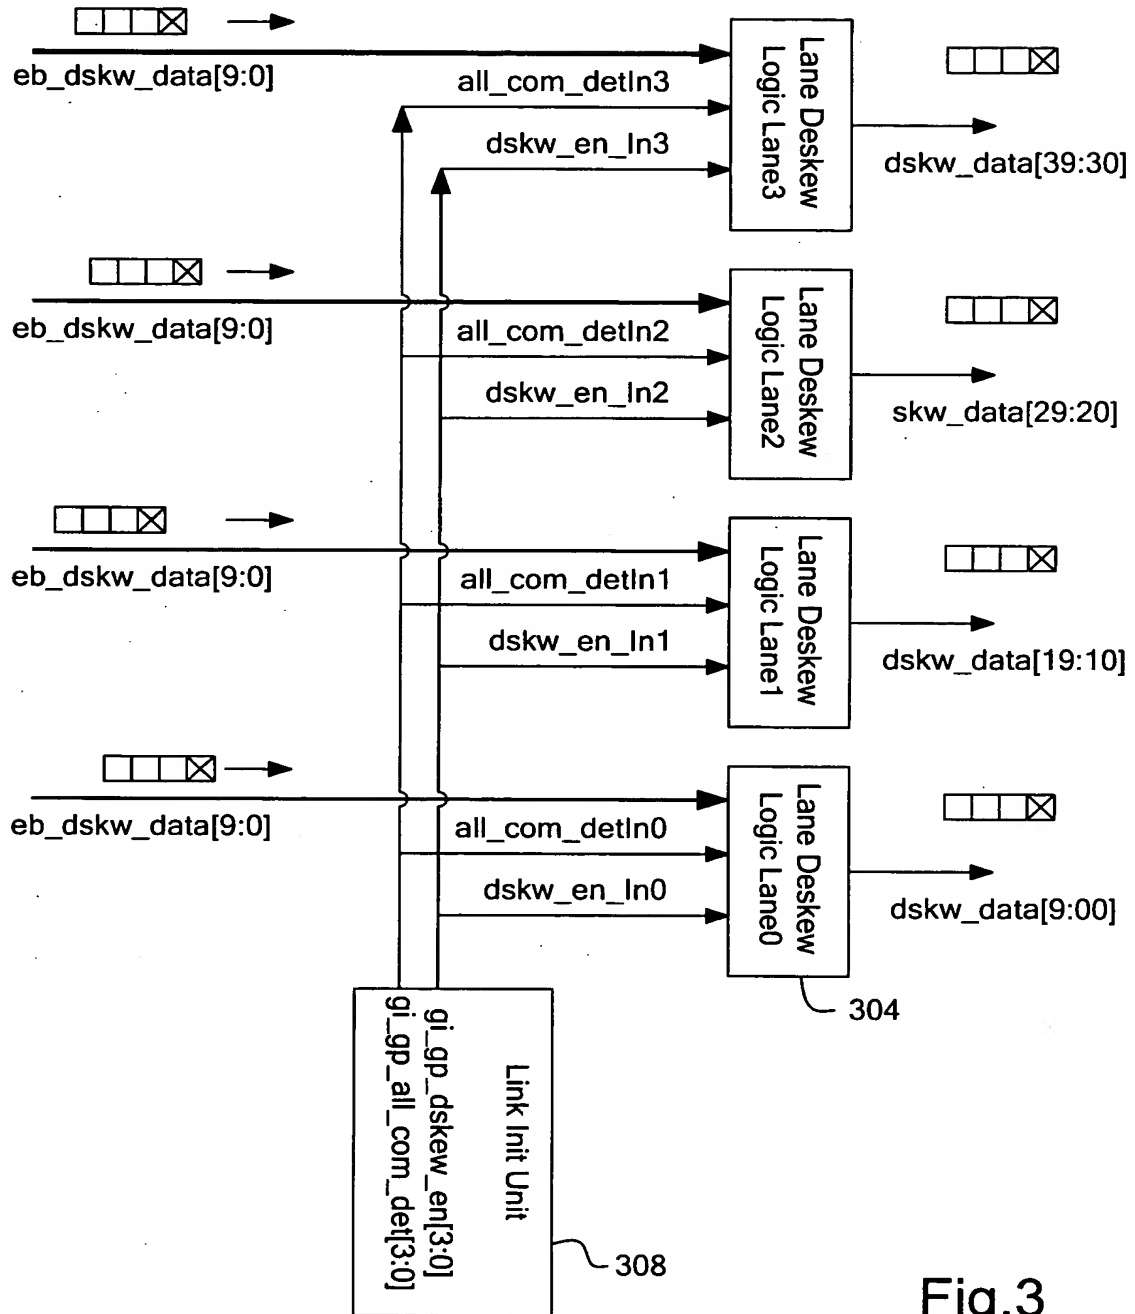 eb_dskw_data[9:0]
all_com_detln3
dskw_en_ln3
Lane Deskew
Logic Lane3
dskw_data[39:30]
eb_dskw_data[9:0]
all_com_detln2
dskw_en_ln2
Lane Deskew
Logic Lane2
skw_data[29:20]
eb_dskw_data[9:0]
all_com_detln1
dskw_en_ln1
Lane Deskew
Logic Lane1
dskw_data[19:10]
eb_dskw_data[9:0]
all_com_detln0
dskw_en_ln0
Lane Deskew
Logic Lane0
dskw_data[9:00]
304
Link Init Unit
gi_gp_dskew_en[3:0]
gi_gp_all_com_det[3:0]
308
Fig.3